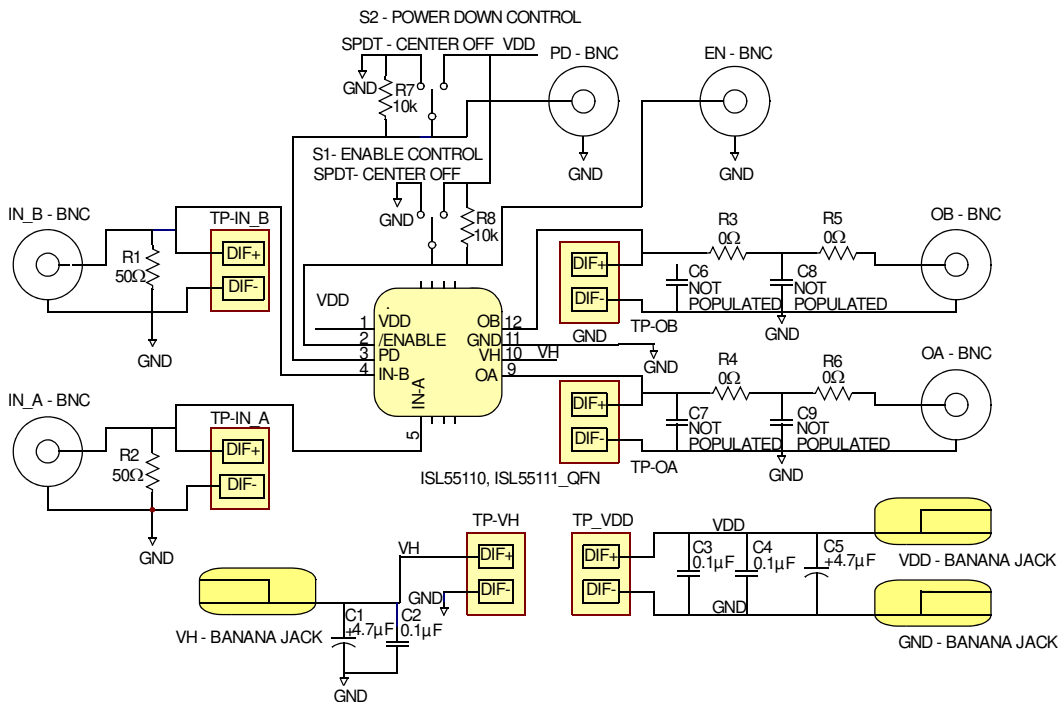 S2 - POWER DOWN CONTROL
SPDT - CENTER OFF
VDD
GND
R7
10k
PD - BNC
GND
EN - BNC
GND
S1- ENABLE CONTROL
SPDT- CENTER OFF
GND
R8
10k
IN_B - BNC
R1
50Ω
GND
TP-IN_B
DIF+
DIF-
VDD
1
2
3
4
VDD
/ENABLE
PD
IN-B
IN-A
5
OB
GND
VH
OA
12
11
10
9
VH
GND
ISL55110, ISL55111_QFN
DIF+
DIF-
GND
TP-OB
R3
0Ω
R5
0Ω
C6
NOT
POPULATED
C8
NOT
POPULATED
GND
OB - BNC
R4
0Ω
R6
0Ω
DIF+
DIF-
TP-OA
C7
NOT
POPULATED
C9
NOT
POPULATED
GND
OA - BNC
IN_A - BNC
R2
50Ω
GND
TP-IN_A
DIF+
DIF-
TP-VH
VH
DIF+
DIF-
GND
VH - BANANA JACK
C1
+4.7µF
C2
0.1µF
GND
TP_VDD
DIF+
DIF-
VDD
C3
0.1µF
C4
0.1µF
C5
+4.7µF
GND
VDD - BANANA JACK
GND - BANANA JACK